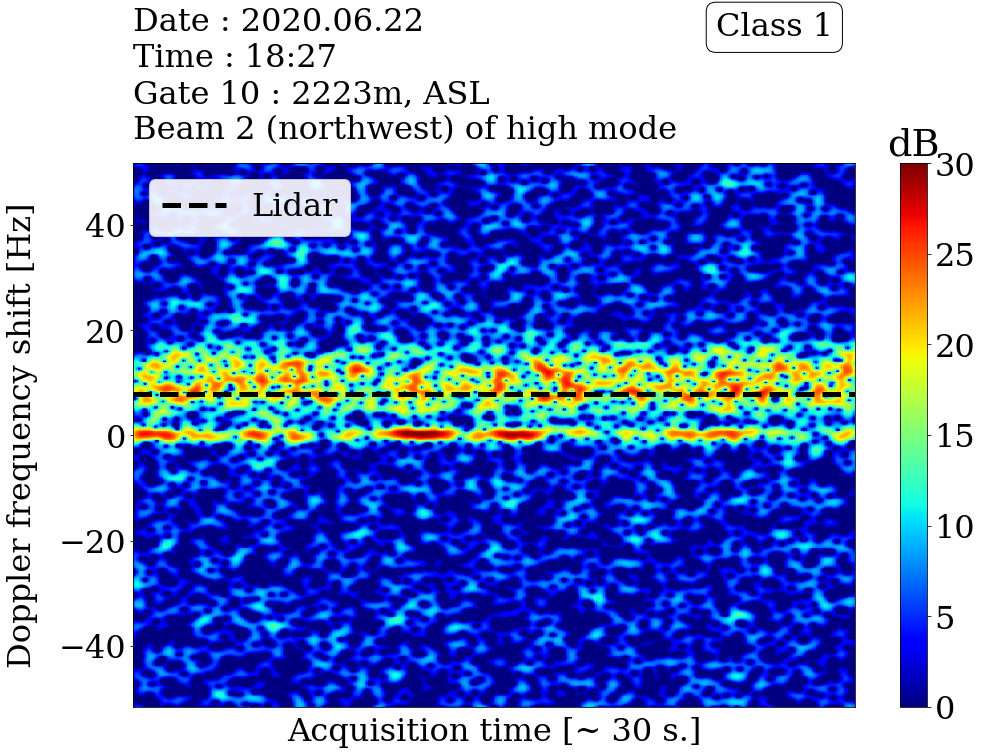 Date : 2020.06.22
Time : 18:27
Gate 10 : 2223m, ASL
Beam 2 (northwest) of high mode
Class 1
dB
Lidar
Doppler frequency shift [Hz]
40
20
0
−20
−40
30
25
20
15
10
5
0
Acquisition time [~ 30 s.]